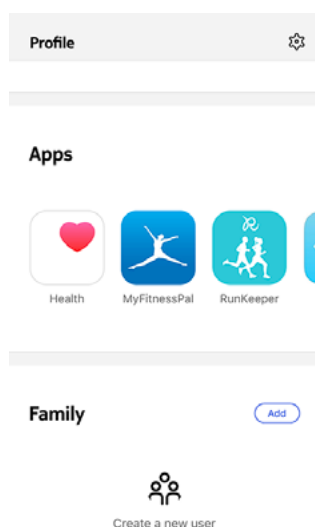 Profile
Apps
Health MyFitnessPal RunKeeper
Family Add
Create a new user